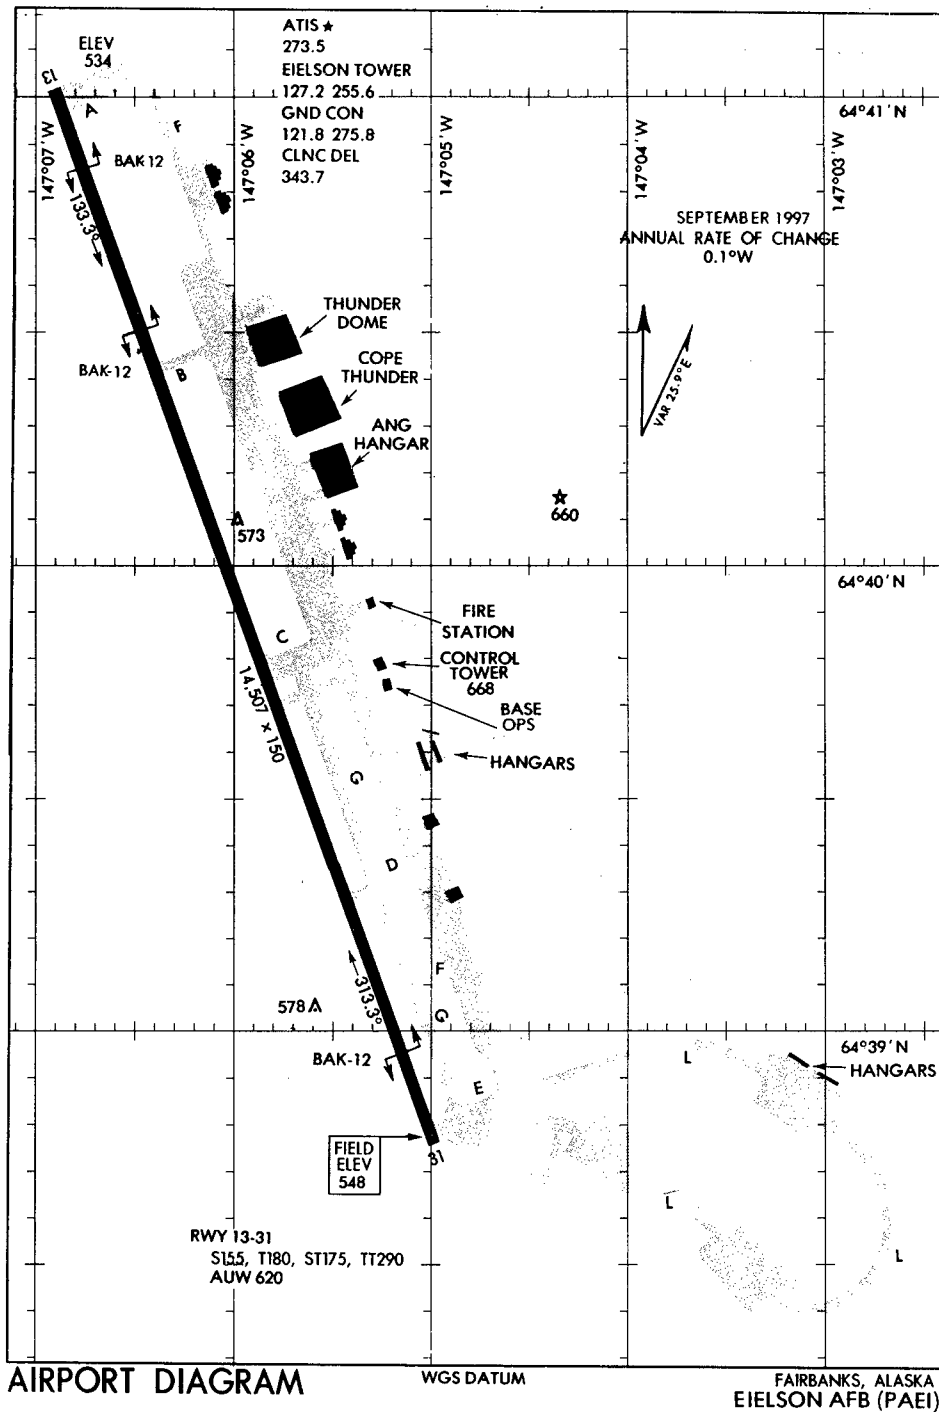 ATIS ★
273.5
EIELSON TOWER
127.2 255.6
GND CON
121.8 275.8
CLNC DEL
343.7
ELEV
534
13
A
F
64°41'N
147°07'W
147°06'W
147°05'W
147°04'W
147°03'W
BAK-12
133.3°
SEPTEMBER 1997
ANNUAL RATE OF CHANGE
0.1°W
VAR 25.9°E
THUNDER
DOME
COPE
THUNDER
BAK-12
B
ANG
HANGAR
573
660
64°40'N
FIRE
STATION
C
CONTROL
TOWER
668
BASE
OPS
14,507 x 150
HANGARS
G
D
F
313.3°
578
G
64°39'N
BAK-12
L
HANGARS
E
FIELD
ELEV
548
31
L
L
RWY 13-31
S155, T180, ST175, TT290
AUW 620
AIRPORT DIAGRAM
WGS DATUM
FAIRBANKS, ALASKA
EIELSON AFB (PAEI)